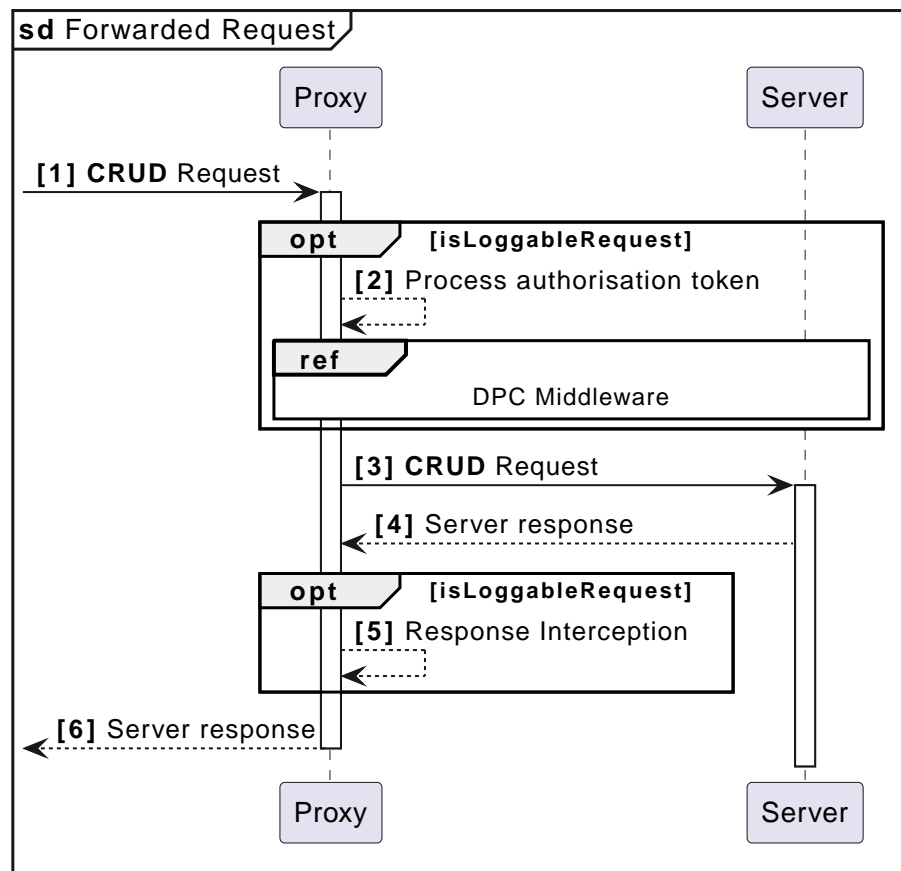 sd Forwarded Request
Proxy Server
[1] CRUD Request
opt [isLoggableRequest]
[2] Process authorisation token
ref
DPC Middleware
[3] CRUD Request
[4] Server response
opt [isLoggableRequest]
[5] Response Interception
[6] Server response
Proxy Server